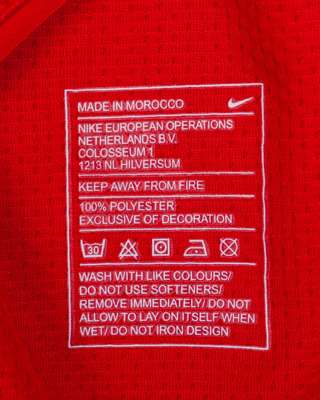 MADE IN MOROCCO
NIKE EUROPEAN OPERATIONS
NETHERLANDS B.V.
COLOSSEUM 1
1213 NL HILVERSUM
KEEP AWAY FROM FIRE
100% POLYESTER
EXCLUSIVE OF DECORATION
30
WASH WITH LIKE COLOURS/
DO NOT USE SOFTENERS/
REMOVE IMMEDIATELY/ DO NOT
ALLOW TO LAY ON ITSELF WHEN
WET/ DO NOT IRON DESIGN